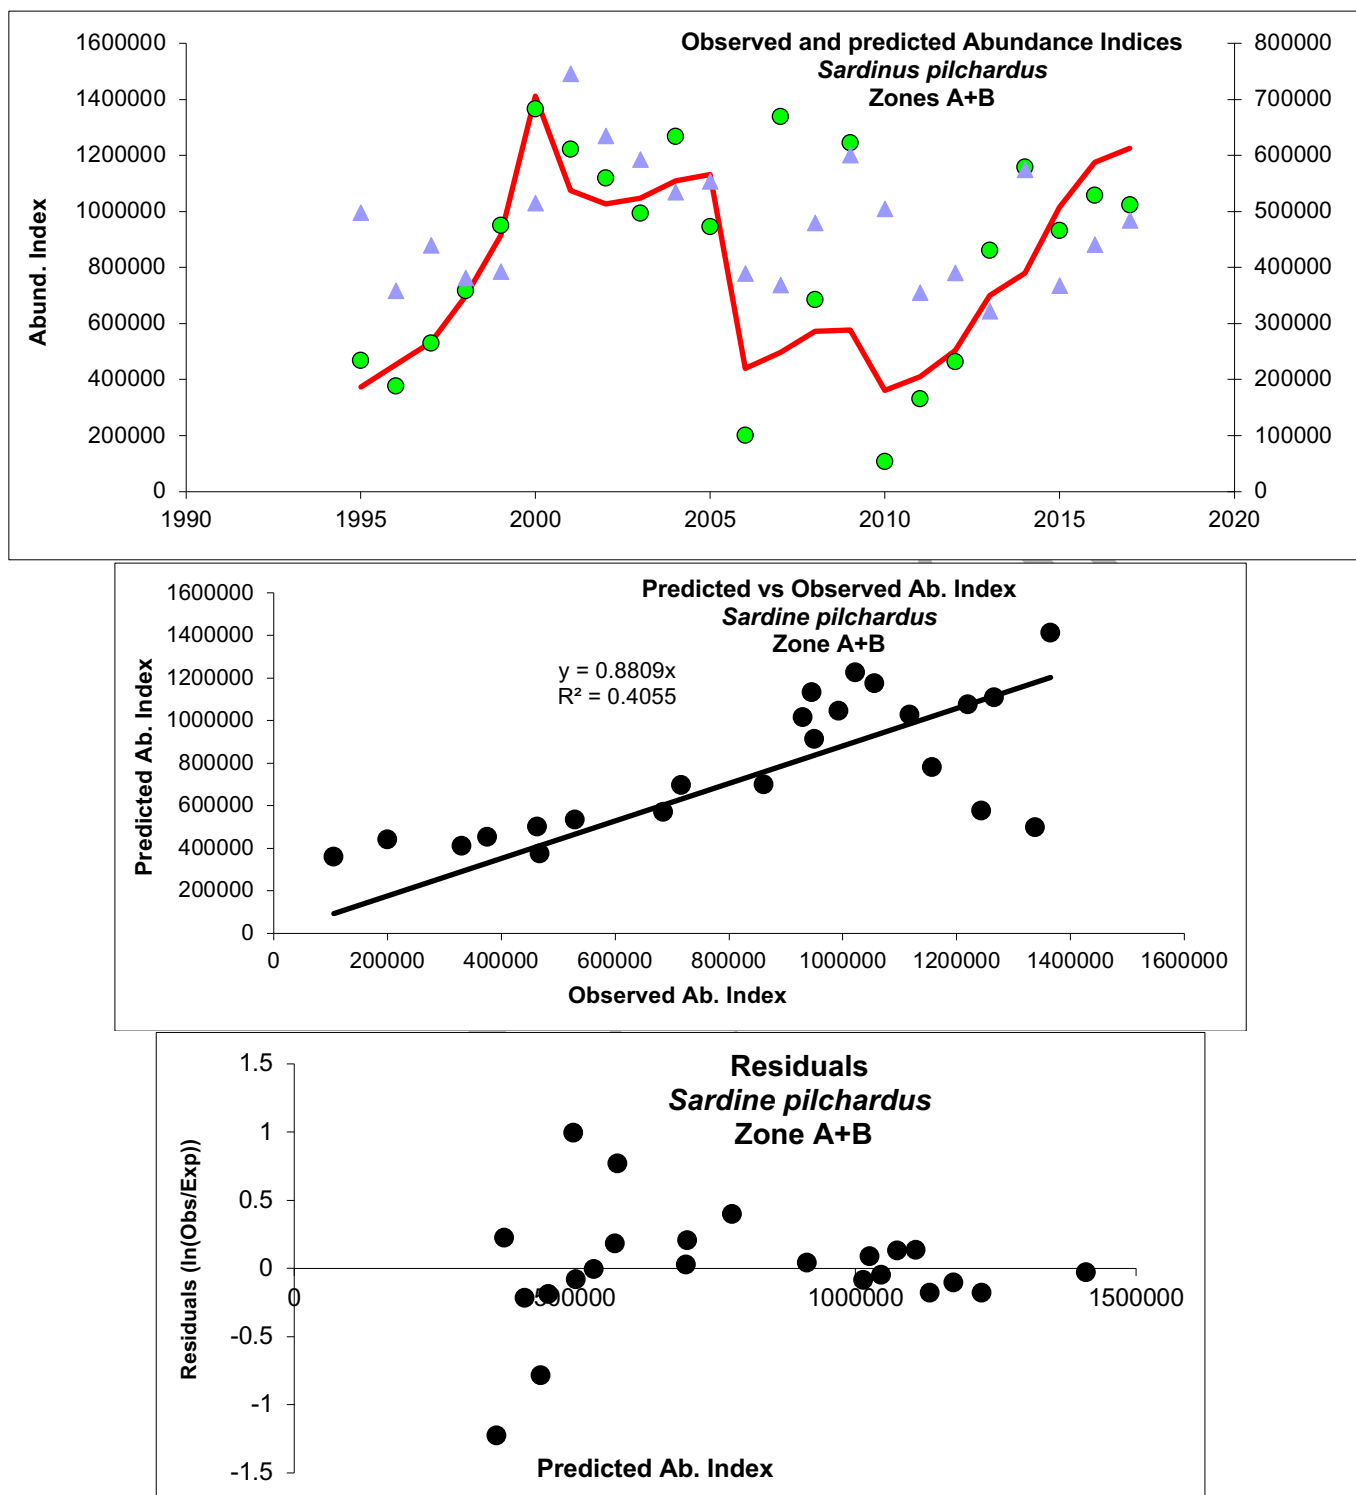 Observed and predicted Abundance Indices
Sardinus pilchardus
Zones A+B
Abund. Index
1600000
1400000
1200000
1000000
800000
600000
400000
200000
0
800000
700000
600000
500000
400000
300000
200000
100000
0
1990 1995 2000 2005 2010 2015 2020
Predicted vs Observed Ab. Index
Sardine pilchardus
Zone A+B
y = 0.8809x
R² = 0.4055
Predicted Ab. Index
1600000
1400000
1200000
1000000
800000
600000
400000
200000
0
0 200000 400000 600000 800000 1000000 1200000 1400000 1600000
Observed Ab. Index
Residuals
Sardine pilchardus
Zone A+B
Residuals (ln(Obs/Exp))
1.5
1
0.5
0
-0.5
-1
-1.5
0 500000 1000000 1500000
Predicted Ab. Index